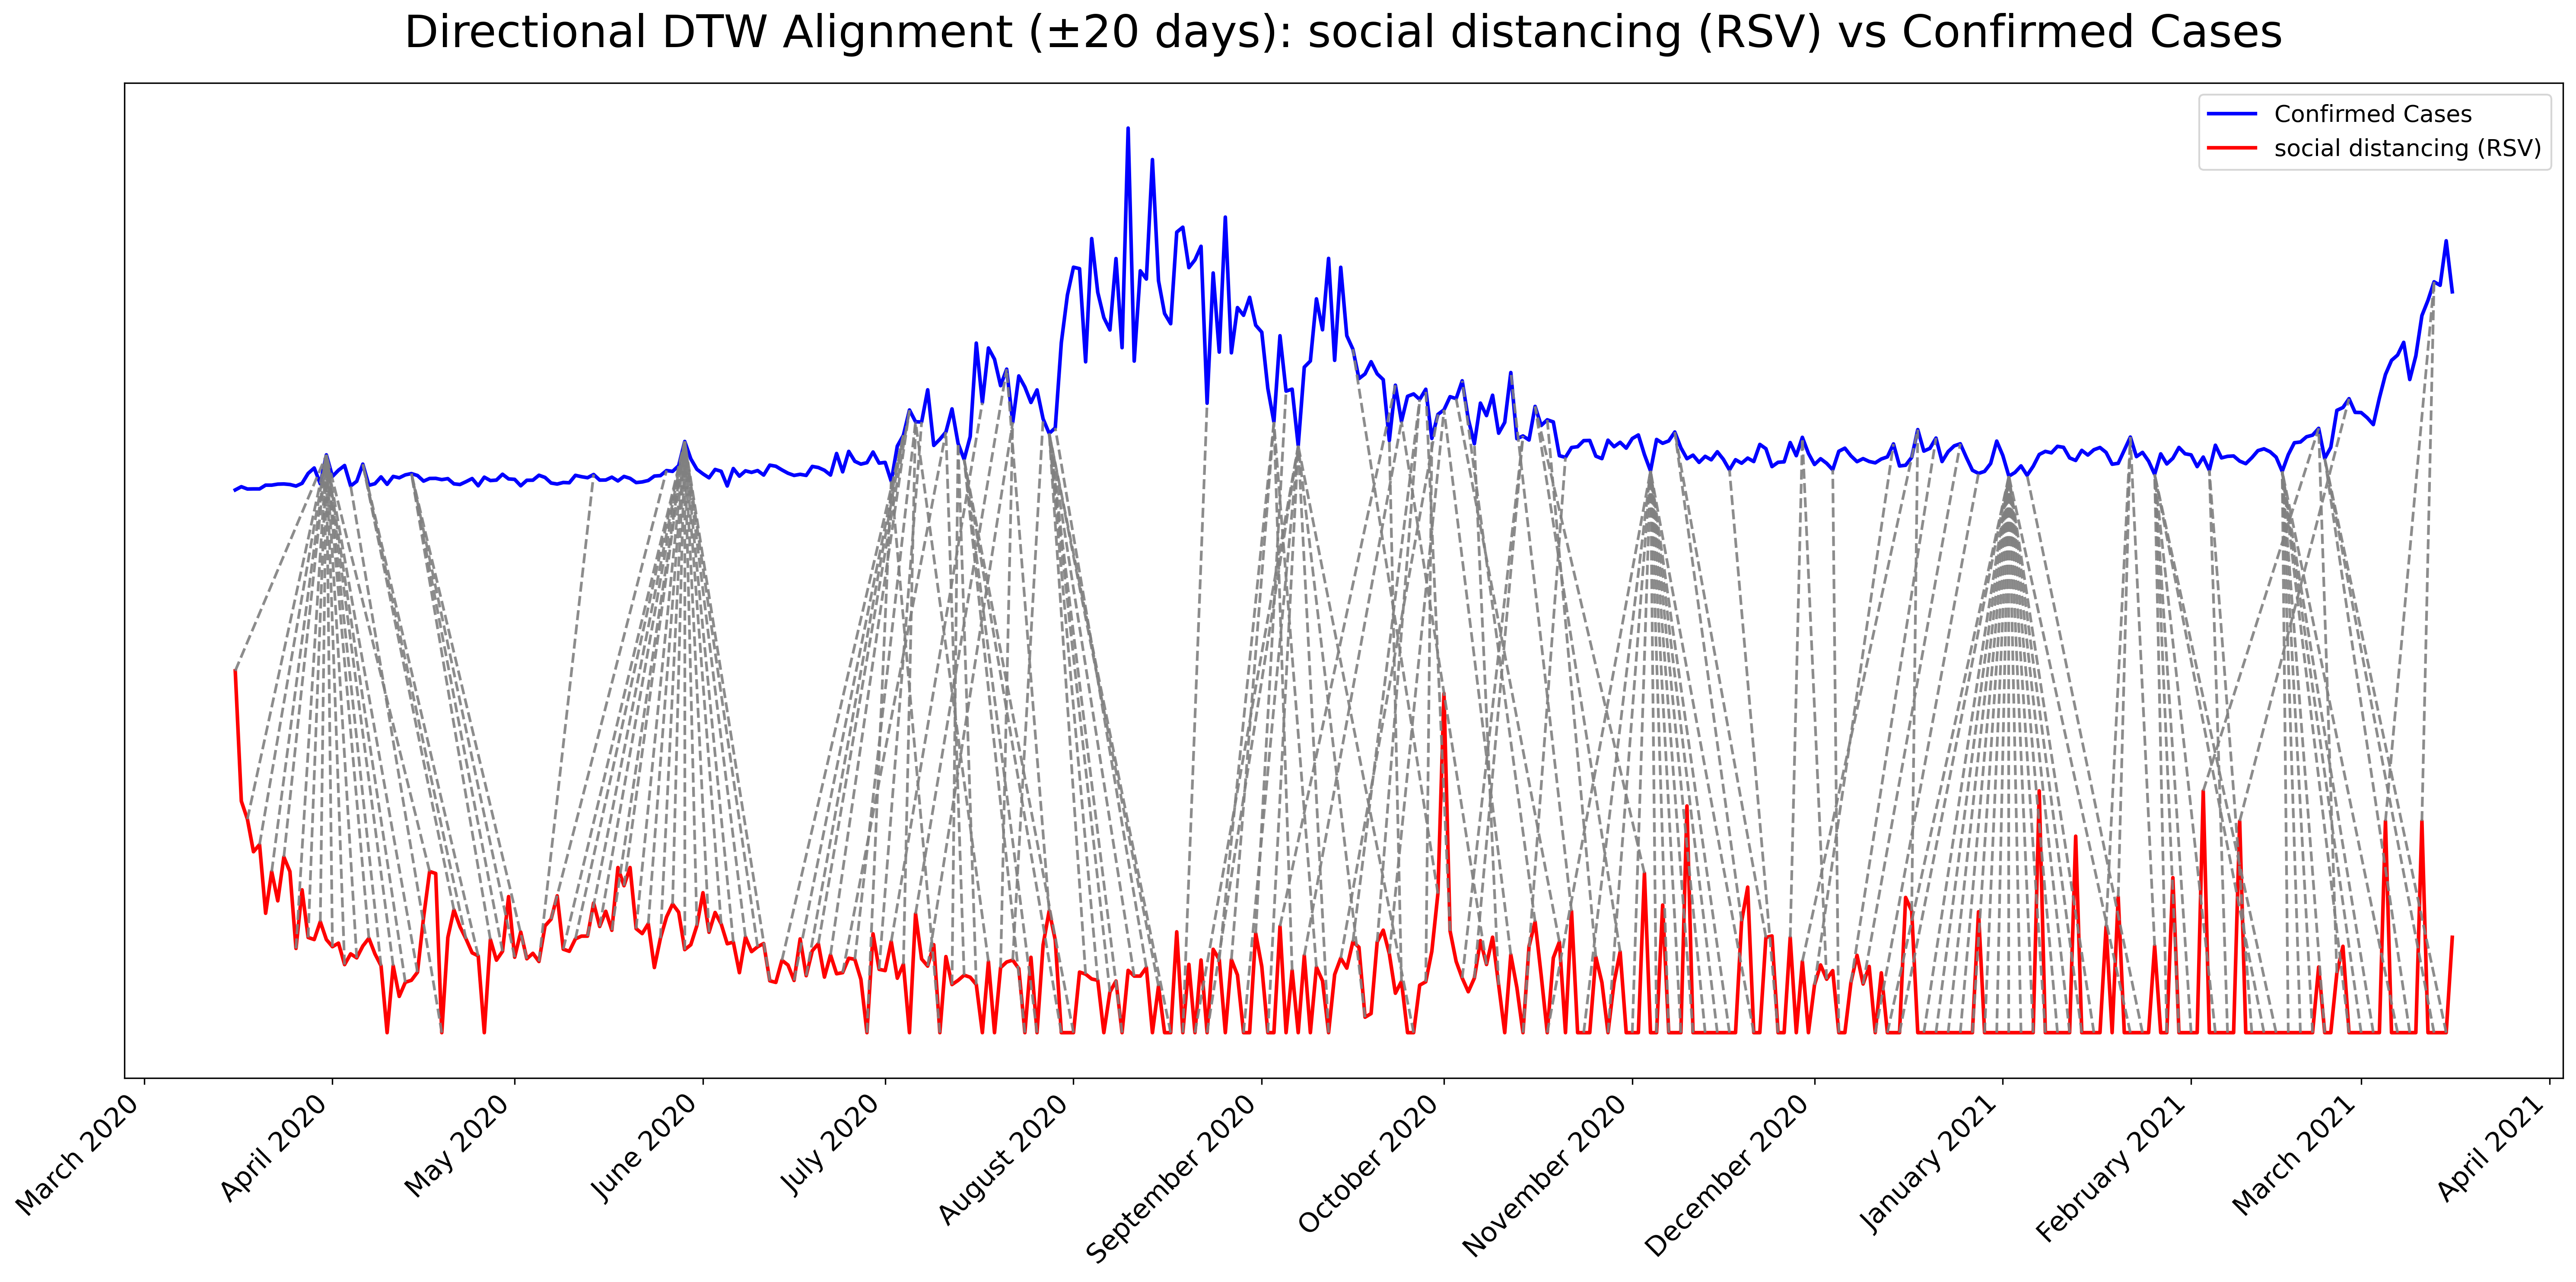 Directional DTW Alignment (±20 days): social distancing (RSV) vs Confirmed Cases
Confirmed Cases
social distancing (RSV)
March 2020
April 2020
May 2020
June 2020
July 2020
August 2020
September 2020
October 2020
November 2020
December 2020
January 2021
February 2021
March 2021
April 2021